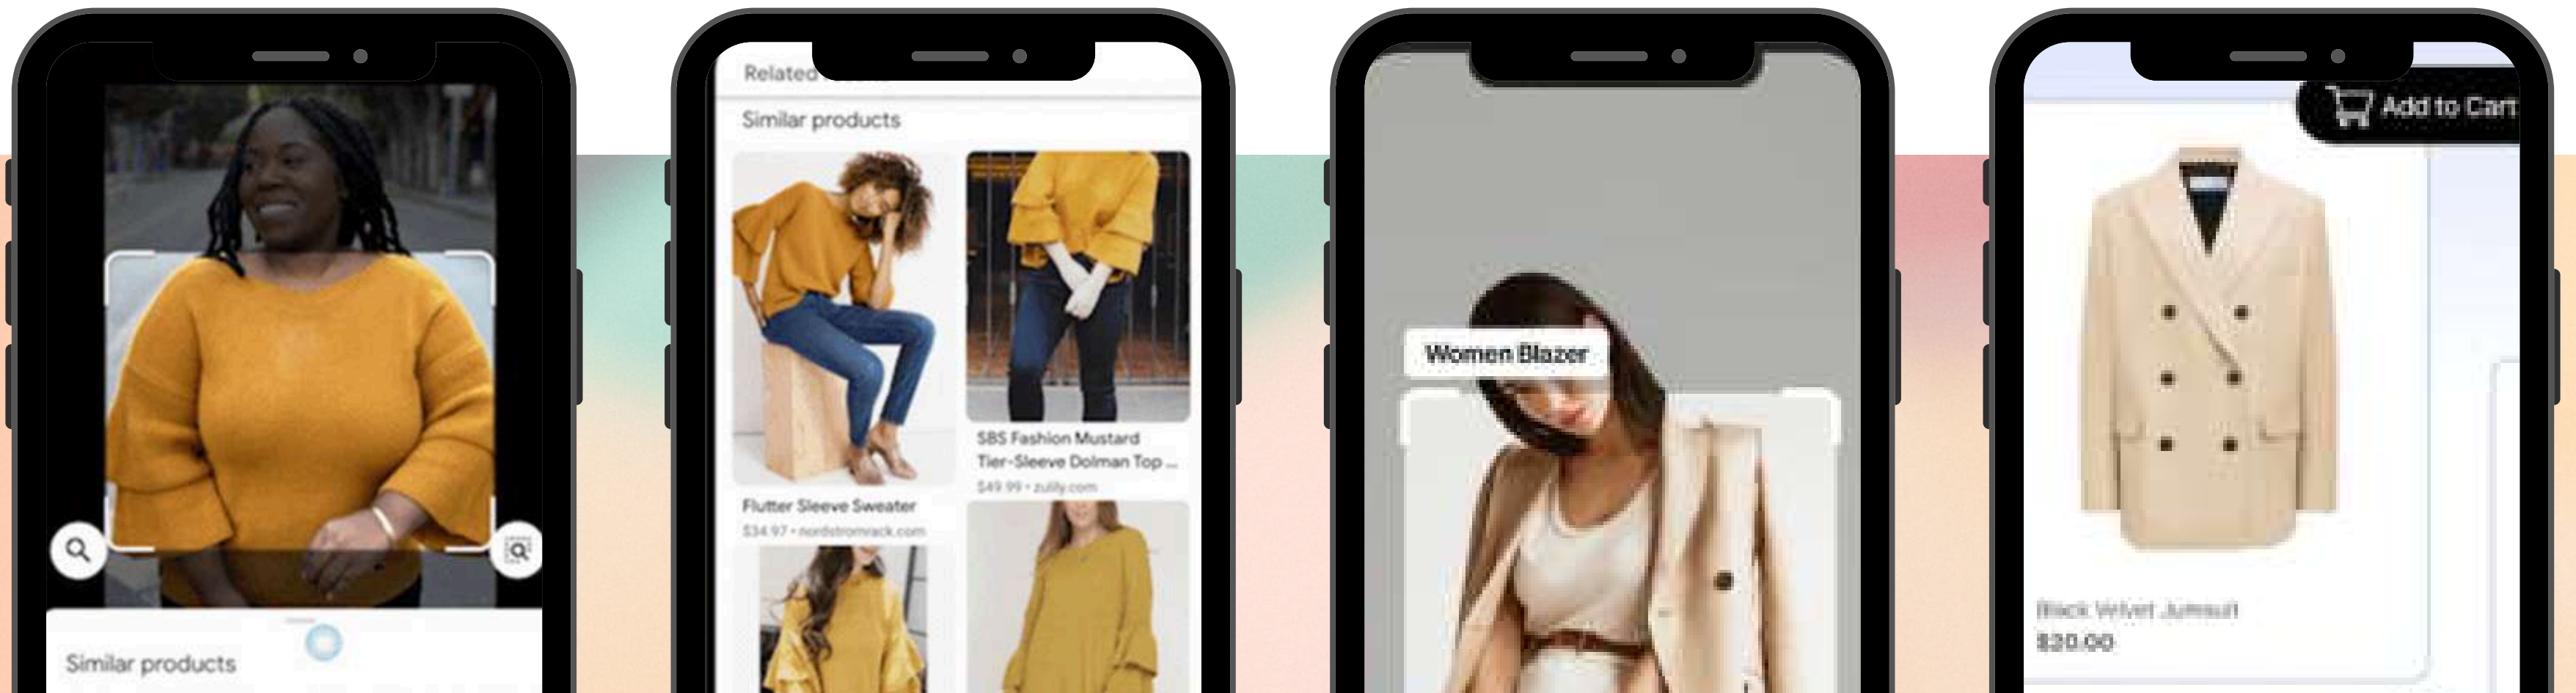 Similar products
Related
Similar products
Flutter Sleeve Sweater
$34.97 • nordstromrack.com
SBS Fashion Mustard
Tier-Sleeve Dolman Top ...
$49.99 • zulily.com
Women Blazer
Add to Cart
Black Velvet Jumsuit
$20.00